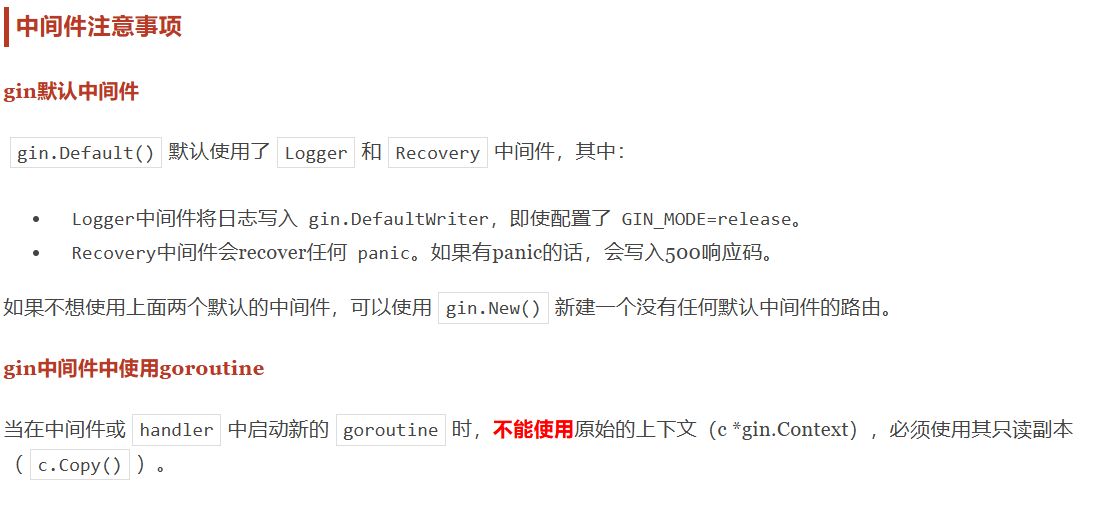 中间件注意事项
gin默认中间件
gin.Default() 默认使用了 Logger 和 Recovery 中间件，其中：
• Logger中间件将日志写入 gin.DefaultWriter，即使配置了 GIN_MODE=release。
• Recovery中间件会recover任何 panic。如果有panic的话，会写入500响应码。
如果不想使用上面两个默认的中间件，可以使用 gin.New() 新建一个没有任何默认中间件的路由。
gin中间件中使用goroutine
当在中间件或 handler 中启动新的 goroutine 时，不能使用原始的上下文（c *gin.Context），必须使用其只读副本
（ c.Copy() ）。